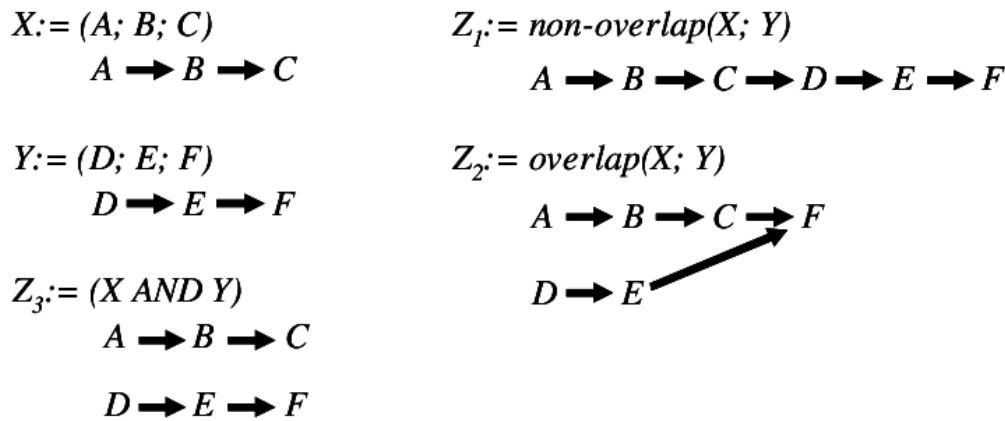 X:= (A; B; C)
A → B → C
Y:= (D; E; F)
D → E → F
Z₃:= (X AND Y)
A → B → C
D → E → F
Z₁:= non-overlap(X; Y)
A → B → C → D → E → F
Z₂:= overlap(X; Y)
A → B → C → F
D → E